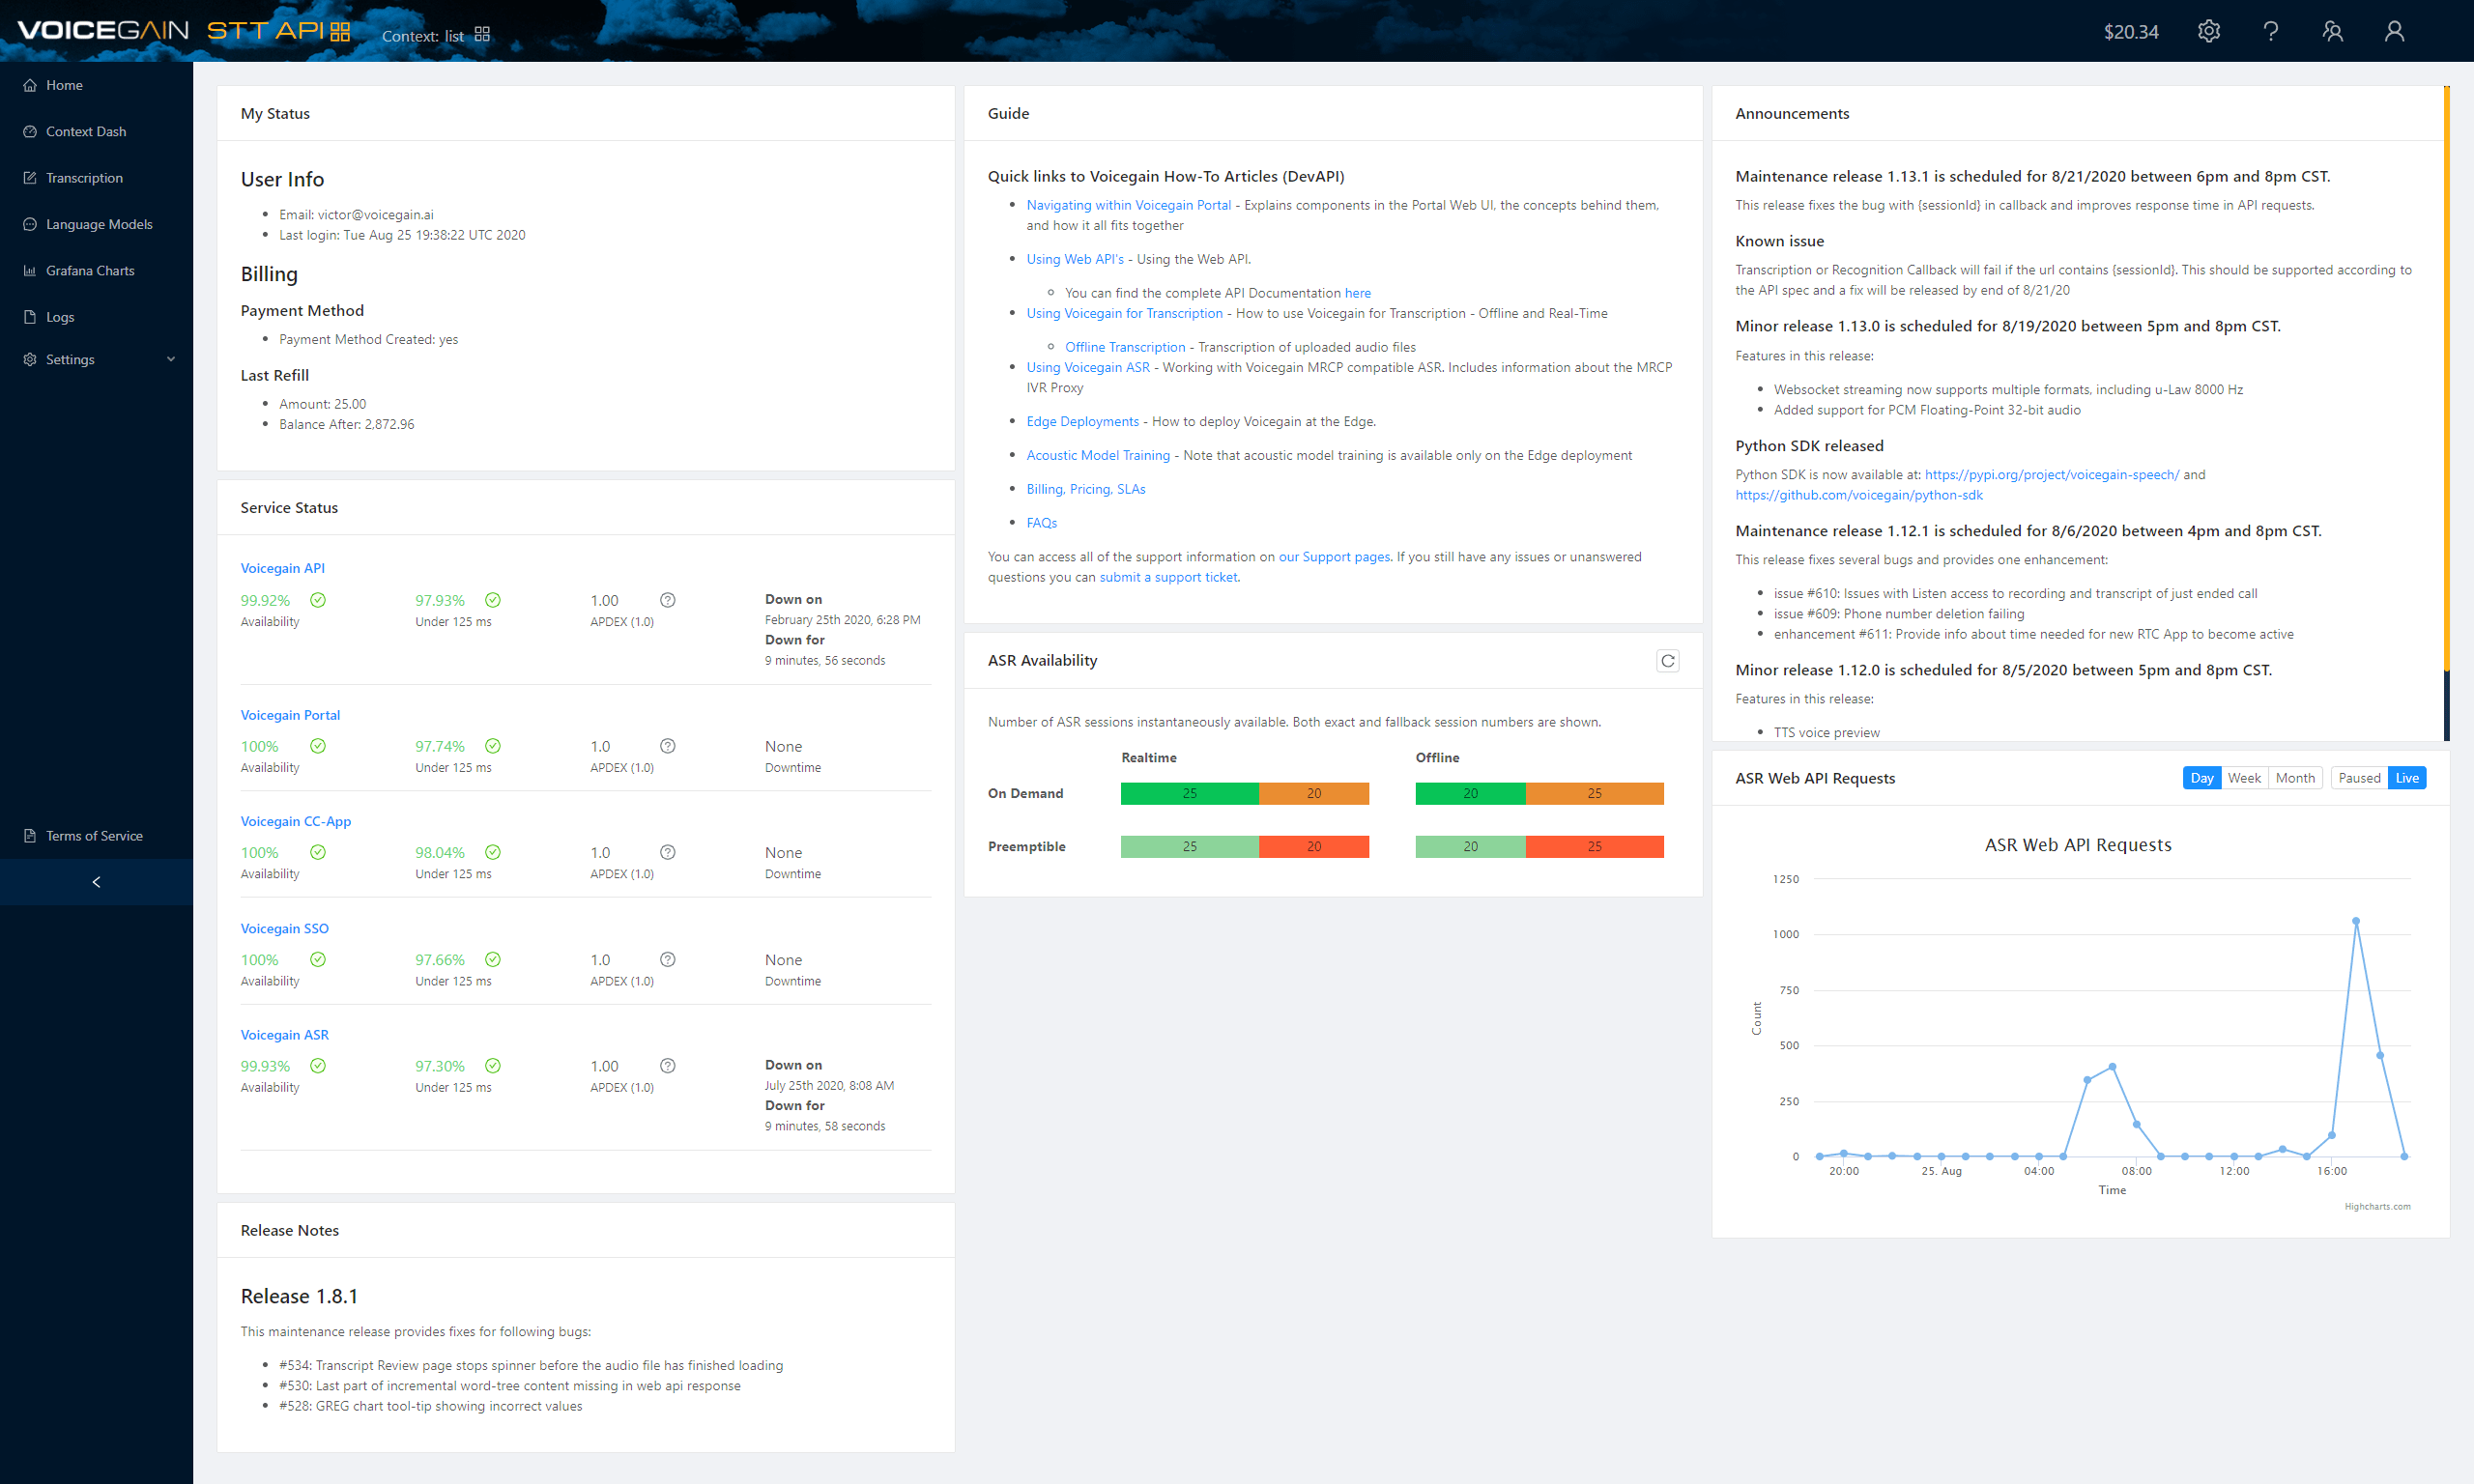 VOICEGAIN STT API
Context: list
$20.34
Home
Context Dash
Transcription
Language Models
Grafana Charts
Logs
Settings
Terms of Service
My Status
User Info
Email: victor@voicegain.ai
Last login: Tue Aug 25 19:38:22 UTC 2020
Billing
Payment Method
Payment Method Created: yes
Last Refill
Amount: 25.00
Balance After: 2,872.96
Service Status
Voicegain API
99.92% 97.93% 1.00 Down on
Availability Under 125 ms APDEX (1.0) February 25th 2020, 6:28 PM
Down for
9 minutes, 56 seconds
Voicegain Portal
100% 97.74% 1.0 None
Availability Under 125 ms APDEX (1.0) Downtime
Voicegain CC-App
100% 98.04% 1.0 None
Availability Under 125 ms APDEX (1.0) Downtime
Voicegain SSO
100% 97.66% 1.0 None
Availability Under 125 ms APDEX (1.0) Downtime
Voicegain ASR
99.93% 97.30% 1.00 Down on
Availability Under 125 ms APDEX (1.0) July 25th 2020, 8:08 AM
Down for
9 minutes, 58 seconds
Release Notes
Release 1.8.1
This maintenance release provides fixes for following bugs:
#534: Transcript Review page stops spinner before the audio file has finished loading
#530: Last part of incremental word-tree content missing in web api response
#528: GREG chart tool-tip showing incorrect values
Guide
Quick links to Voicegain How-To Articles (DevAPI)
Navigating within Voicegain Portal - Explains components in the Portal Web UI, the concepts behind them,
and how it all fits together
Using Web API's - Using the Web API.
You can find the complete API Documentation here
Using Voicegain for Transcription - How to use Voicegain for Transcription - Offline and Real-Time
Offline Transcription - Transcription of uploaded audio files
Using Voicegain ASR - Working with Voicegain MRCP compatible ASR. Includes information about the MRCP
IVR Proxy
Edge Deployments - How to deploy Voicegain at the Edge.
Acoustic Model Training - Note that acoustic model training is available only on the Edge deployment
Billing, Pricing, SLAs
FAQs
You can access all of the support information on our Support pages. If you still have any issues or unanswered
questions you can submit a support ticket.
ASR Availability
Number of ASR sessions instantaneously available. Both exact and fallback session numbers are shown.
Realtime Offline
On Demand 25 20 20 25
Preemptible 25 20 20 25
Announcements
Maintenance release 1.13.1 is scheduled for 8/21/2020 between 6pm and 8pm CST.
This release fixes the bug with {sessionId} in callback and improves response time in API requests.
Known issue
Transcription or Recognition Callback will fail if the url contains {sessionId}. This should be supported according to
the API spec and a fix will be released by end of 8/21/20
Minor release 1.13.0 is scheduled for 8/19/2020 between 5pm and 8pm CST.
Features in this release:
Websocket streaming now supports multiple formats, including u-Law 8000 Hz
Added support for PCM Floating-Point 32-bit audio
Python SDK released
Python SDK is now available at: https://pypi.org/project/voicegain-speech/ and
https://github.com/voicegain/python-sdk
Maintenance release 1.12.1 is scheduled for 8/6/2020 between 4pm and 8pm CST.
This release fixes several bugs and provides one enhancement:
issue #610: Issues with Listen access to recording and transcript of just ended call
issue #609: Phone number deletion failing
enhancement #611: Provide info about time needed for new RTC App to become active
Minor release 1.12.0 is scheduled for 8/5/2020 between 5pm and 8pm CST.
Features in this release:
TTS voice preview
ASR Web API Requests Day Week Month Paused Live
ASR Web API Requests
1250
1000
750
500
250
0
Count
20:00 25. Aug 04:00 08:00 12:00 16:00
Time
Highcharts.com